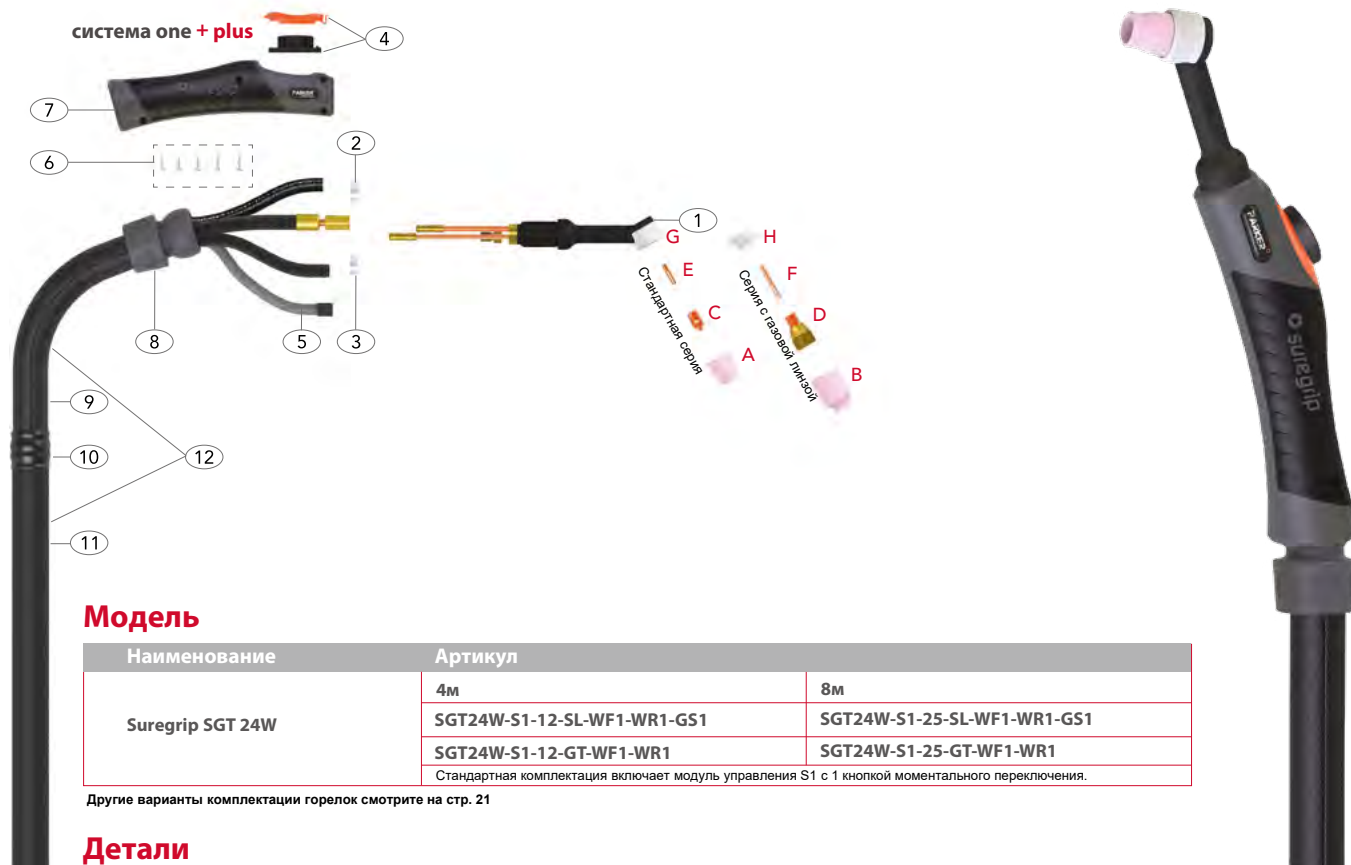 система one + plus
4
7
2
6
1
G
H
E
F
C
D
A
B
Стандартная серия
Серия с газовой линзой
8
5
3
9
10
12
11
PARKER
suregrip
Модель
Наименование Артикул
4м 8м
Suregrip SGT 24W
SGT24W-S1-12-SL-WF1-WR1-GS1 SGT24W-S1-25-SL-WF1-WR1-GS1
SGT24W-S1-12-GT-WF1-WR1 SGT24W-S1-25-GT-WF1-WR1
Стандартная комплектация включает модуль управления S1 с 1 кнопкой моментального переключения.
Другие варианты комплектации горелок смотрите на стр. 21
Детали